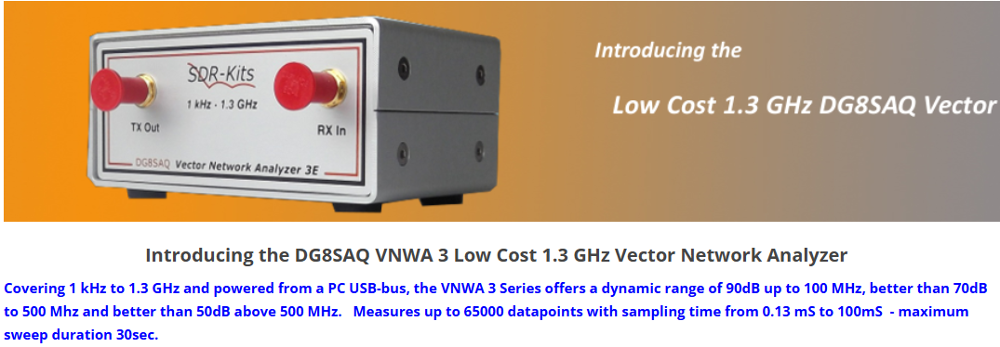 Introducing the
Low Cost 1.3 GHz DG8SAQ Vector
SDR-Kits
1 kHz - 1.3 GHz
TX Out
RX In
DG8SAQ Vector Network Analyzer 3E
Introducing the DG8SAQ VNWA 3 Low Cost 1.3 GHz Vector Network Analyzer
Covering 1 kHz to 1.3 GHz and powered from a PC USB-bus, the VNWA 3 Series offers a dynamic range of 90dB up to 100 MHz, better than 70dB
to 500 Mhz and better than 50dB above 500 MHz.   Measures up to 65000 datapoints with sampling time from 0.13 mS to 100mS  - maximum
sweep duration 30sec.